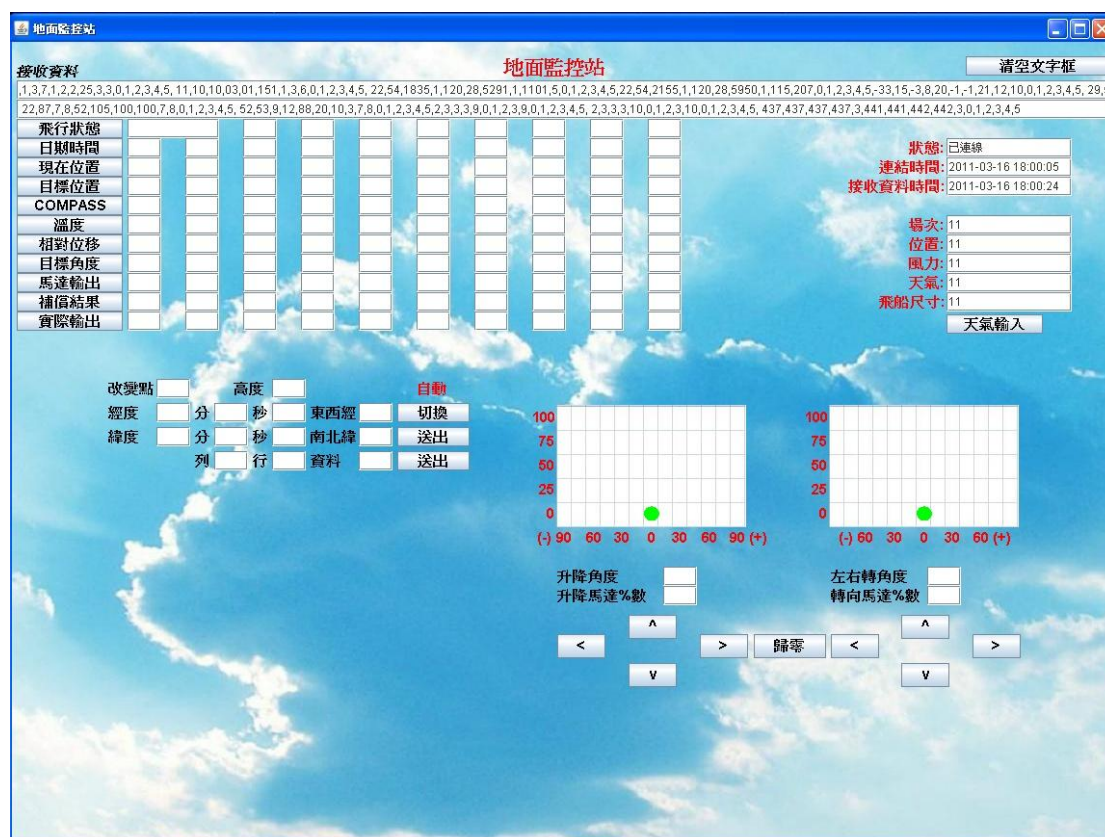 地面監控站
接收資料 地面監控站 清空文字框
,1,3,7,1,2,2,25,3,3,0,1,2,3,4,5, 11,10,10,03,01,151,1,3,6,0,1,2,3,4,5, 22,54,1835,1,120,28,5291,1,1101,5,0,1,2,3,4,5,22,54,2155,1,120,28,5950,1,115,207,0,1,2,3,4,5,-33,15,-3,8,20,-1,-1,21,12,10,0,1,2,3,4,5, 29,
22,87,7,8,52,105,100,100,7,8,0,1,2,3,4,5, 52,53,9,12,88,20,10,3,7,8,0,1,2,3,4,5,2,3,3,3,9,0,1,2,3,9,0,1,2,3,4,5, 2,3,3,3,10,0,1,2,3,10,0,1,2,3,4,5, 437,437,437,437,3,441,441,442,442,3,0,1,2,3,4,5
飛行狀態
日期時間 狀態: 已連線
現在位置 連結時間: 2011-03-16 18:00:05
目標位置 接收資料時間: 2011-03-16 18:00:24
COMPASS
溫度 場次: 11
相對位移 位置: 11
目標角度 風力: 11
馬達輸出 天氣: 11
補償結果 飛船尺寸: 11
實際輸出 天氣輸入
改變點 高度 自動
經度 分 秒 東西經 切換
緯度 分 秒 南北緯 送出
列 行 資料 送出
100 100
75 75
50 50
25 25
0 0
(-) 90 60 30 0 30 60 90 (+) (-) 60 30 0 30 60 (+)
升降角度 左右轉角度
升降馬達%數 轉向馬達%數
^ ^
< > 歸零 < >
v v